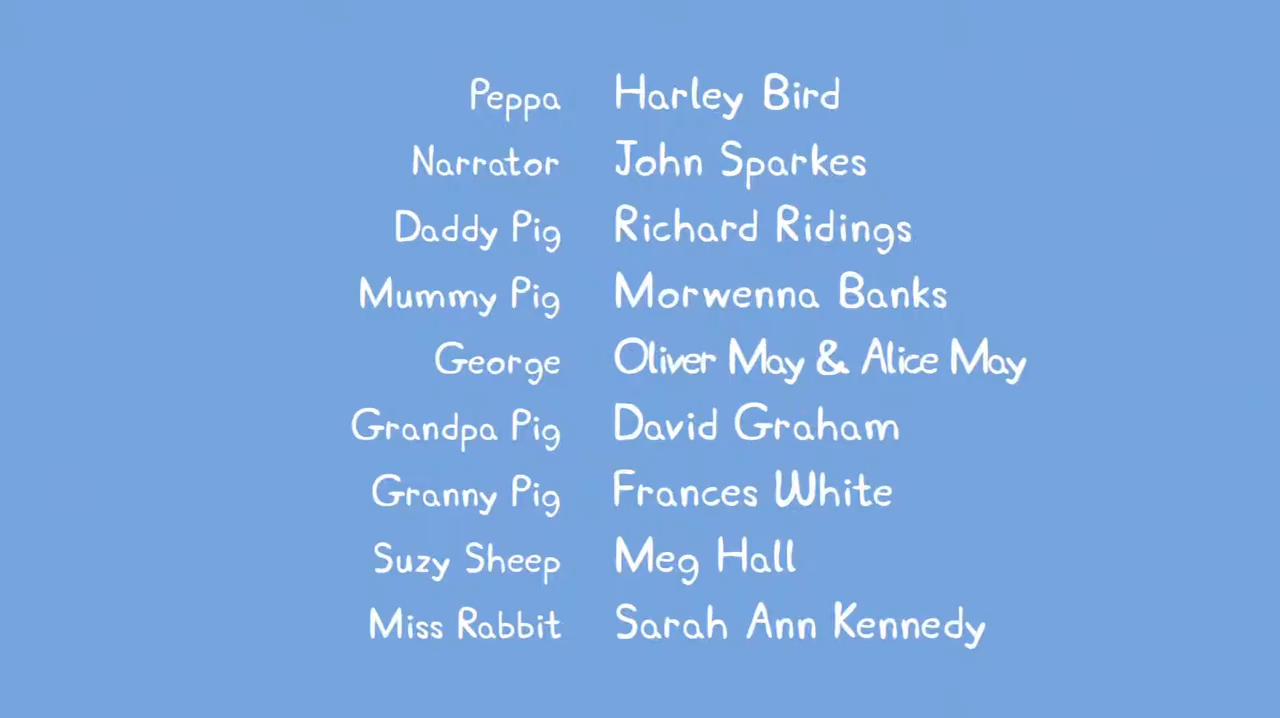 Peppa Harley Bird
Narrator John Sparkes
Daddy Pig Richard Ridings
Mummy Pig Morwenna Banks
George Oliver May & Alice May
Grandpa Pig David Graham
Granny Pig Frances White
Suzy Sheep Meg Hall
Miss Rabbit Sarah Ann Kennedy